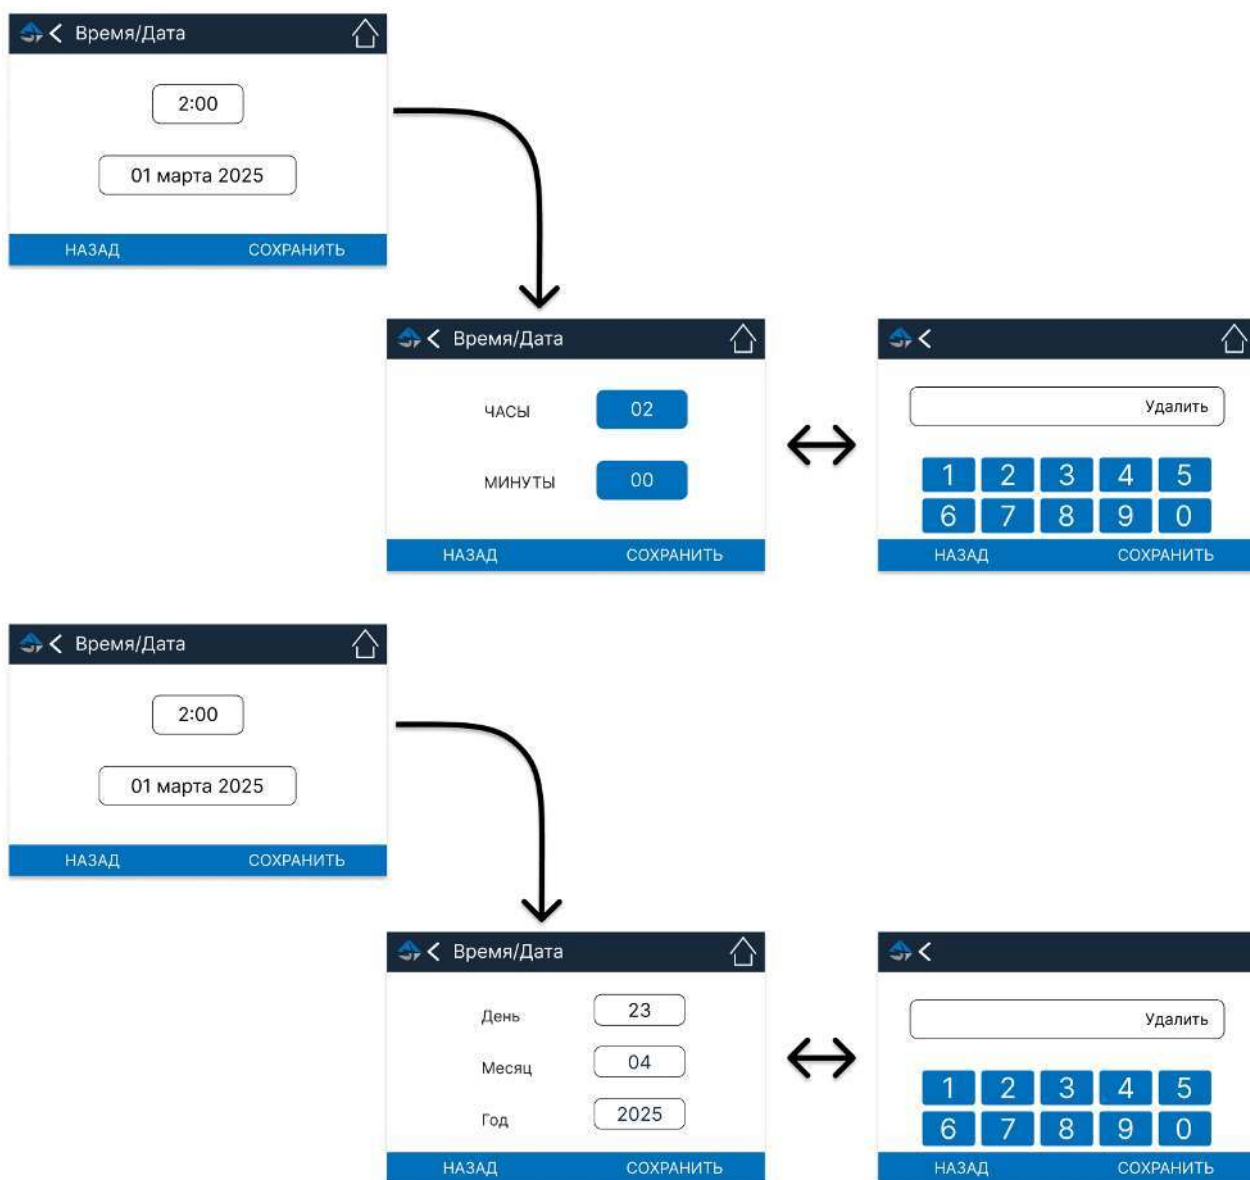 Время/Дата
2:00
01 марта 2025
НАЗАД СОХРАНИТЬ
Время/Дата
ЧАСЫ 02
МИНУТЫ 00
НАЗАД СОХРАНИТЬ
Удалить
1 2 3 4 5
6 7 8 9 0
НАЗАД СОХРАНИТЬ
Время/Дата
2:00
01 марта 2025
НАЗАД СОХРАНИТЬ
Время/Дата
День 23
Месяц 04
Год 2025
НАЗАД СОХРАНИТЬ
Удалить
1 2 3 4 5
6 7 8 9 0
НАЗАД СОХРАНИТЬ